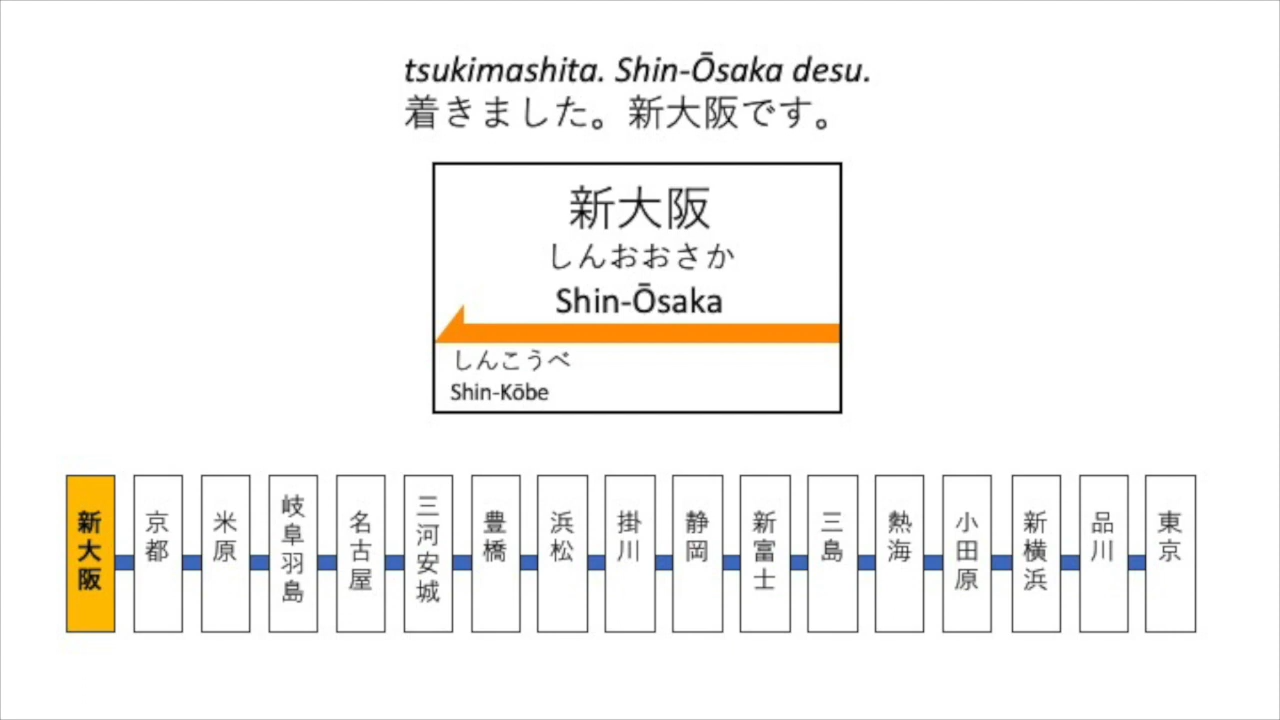 tsukimashita. Shin-Ōsaka desu.
着きました。新大阪です。
新大阪
しんおおさか
Shin-Ōsaka
しんこうべ
Shin-Kōbe
新大阪
京都
米原
岐阜羽島
名古屋
三河安城
豊橋
浜松
掛川
静岡
新富士
三島
熱海
小田原
新横浜
品川
東京